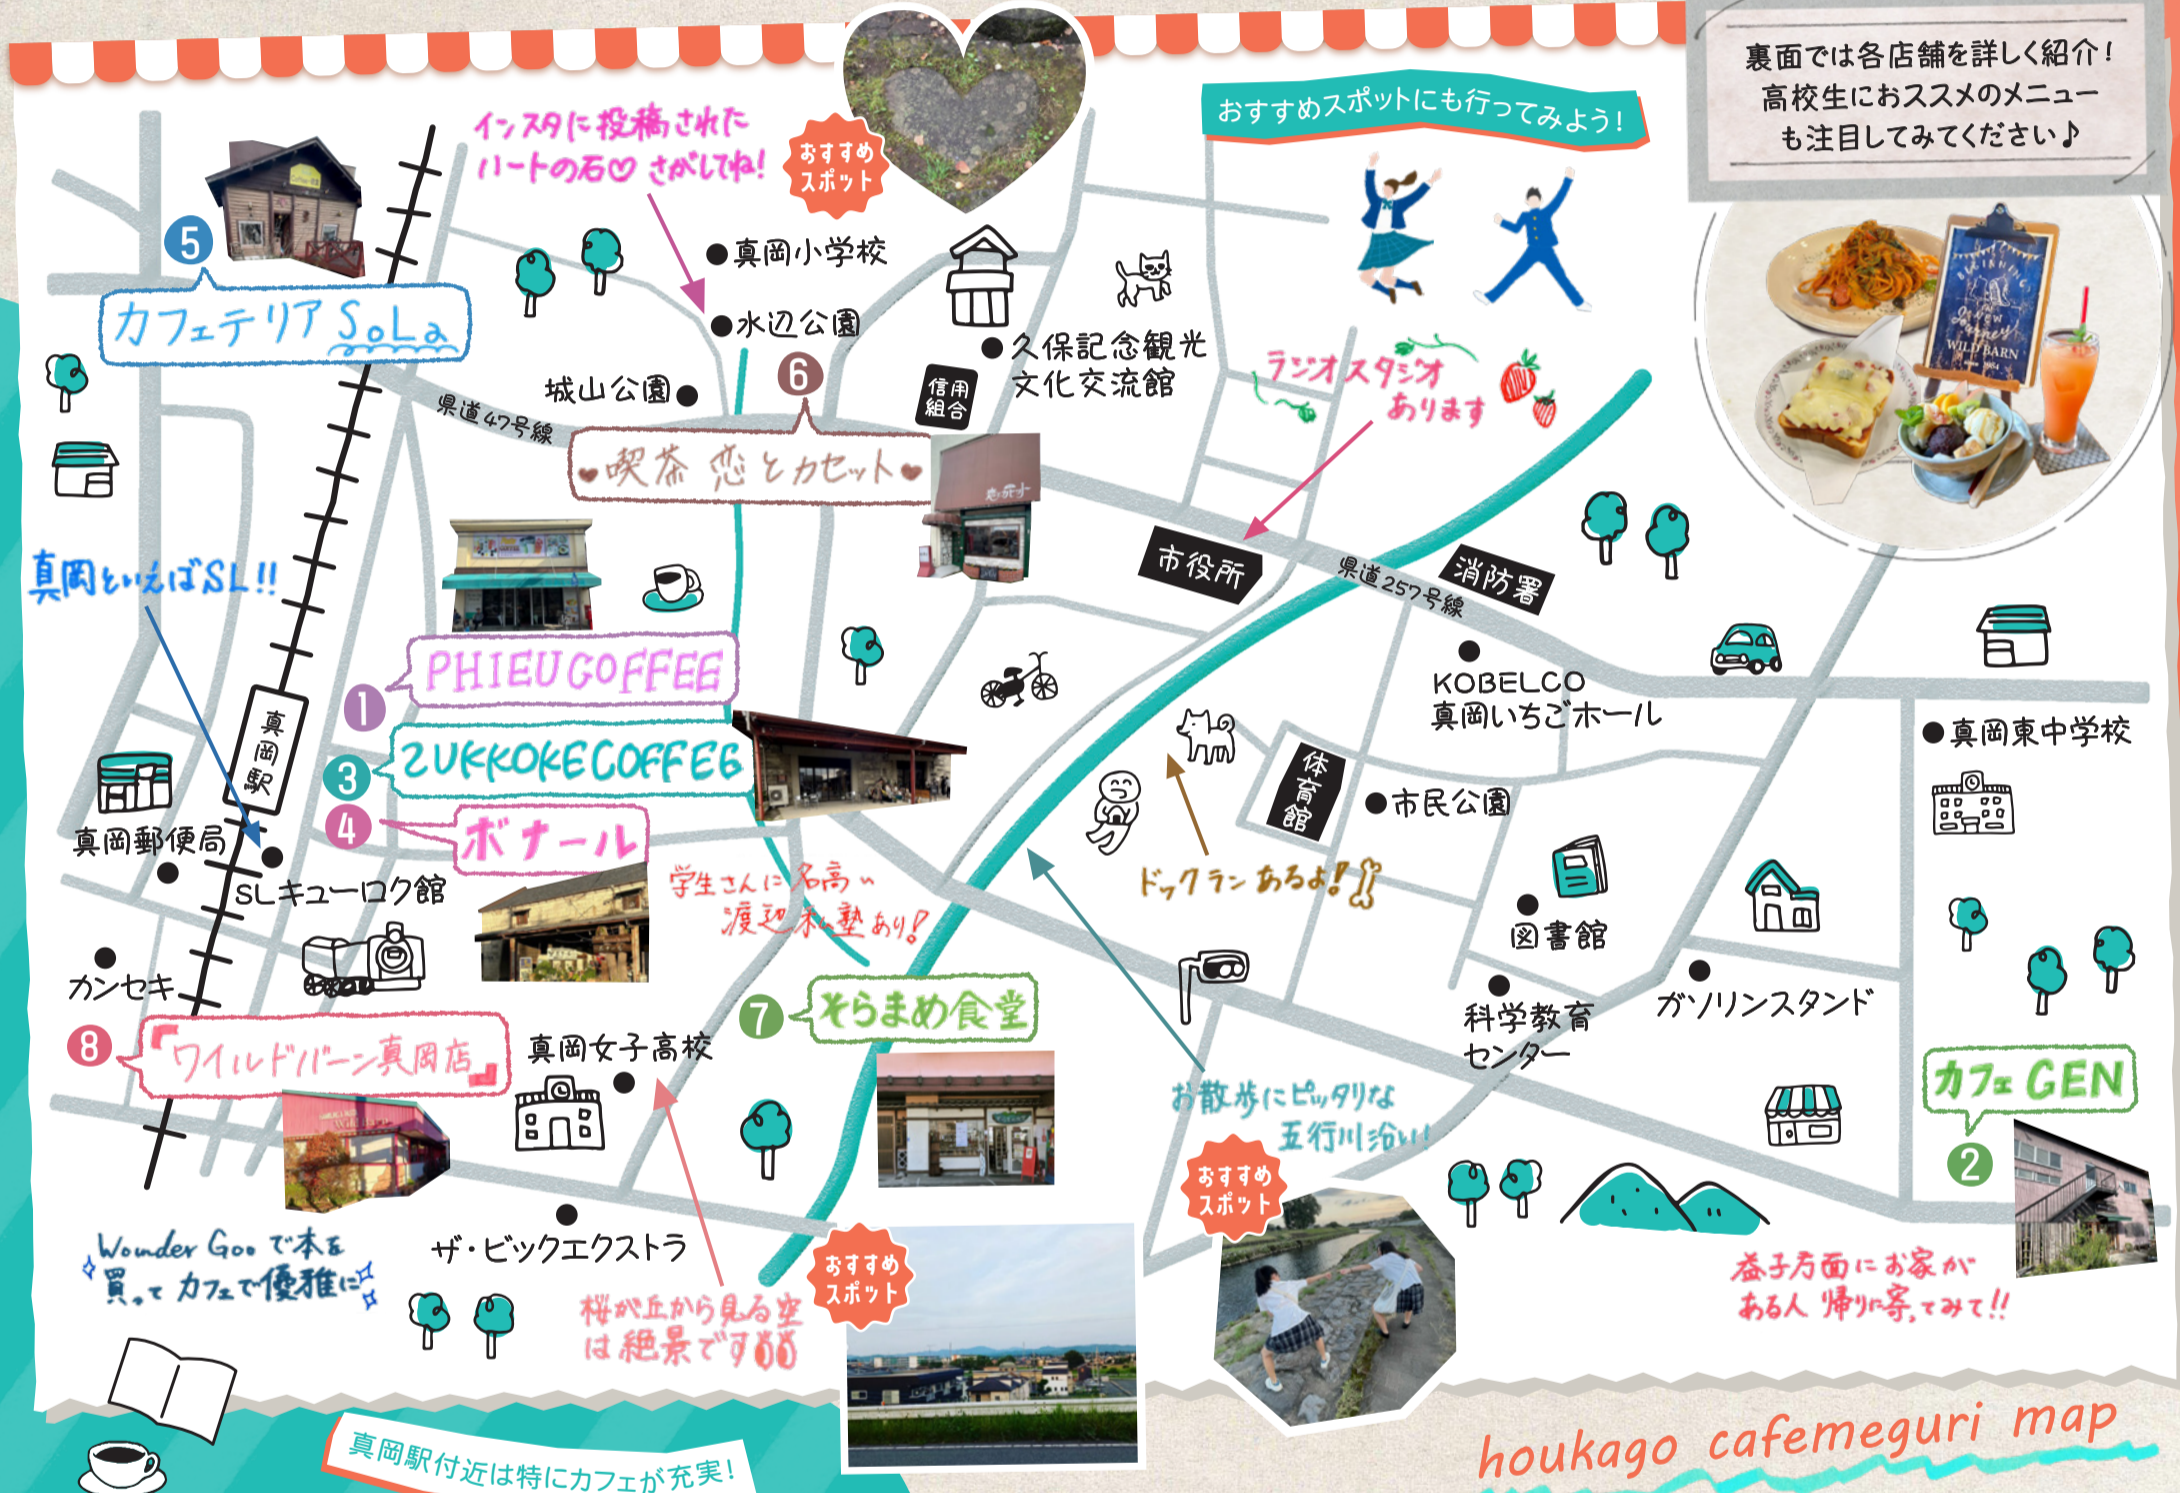 裏面では各店舗を詳しく紹介!
高校生におススメのメニュー
も注目してみてください♪
おすすめスポットにも行ってみよう!
インスタに投稿された
ハートの石♡ さがしてね!
おすすめ
スポット
5
カフェテリア SoLa
真岡小学校
水辺公園
城山公園
県道47号線
6
喫茶 恋とカセット
信用
組合
久保記念観光
文化交流館
ラジオスタジオ
あります
WILD BARN
市役所
県道257号線
消防署
KOBELCO
真岡いちごホール
真岡東中学校
真岡といえばSL!!
真岡駅
1
PHIEUCOFFEE
3
ZUKKOKECOFFEE
4
ボナール
真岡郵便局
SLキューロク館
カンセキ
学生さんに名高い
渡辺私塾あり!
ドックランあるよ!
体育館
市民公園
図書館
科学教育
センター
ガソリンスタンド
7
そらまめ食堂
8
『ワイルドバーン真岡店』
真岡女子高校
お散歩にピッタリな
五行川沿い!
おすすめ
スポット
カフェ GEN
2
益子方面にお家が
ある人 帰りに寄ってみて!!
Wonder Goo で本を
買って カフェで優雅に
ザ・ビックエクストラ
桜が丘から見る空
は絶景です
おすすめ
スポット
真岡駅付近は特にカフェが充実!
houkago cafemeguri map